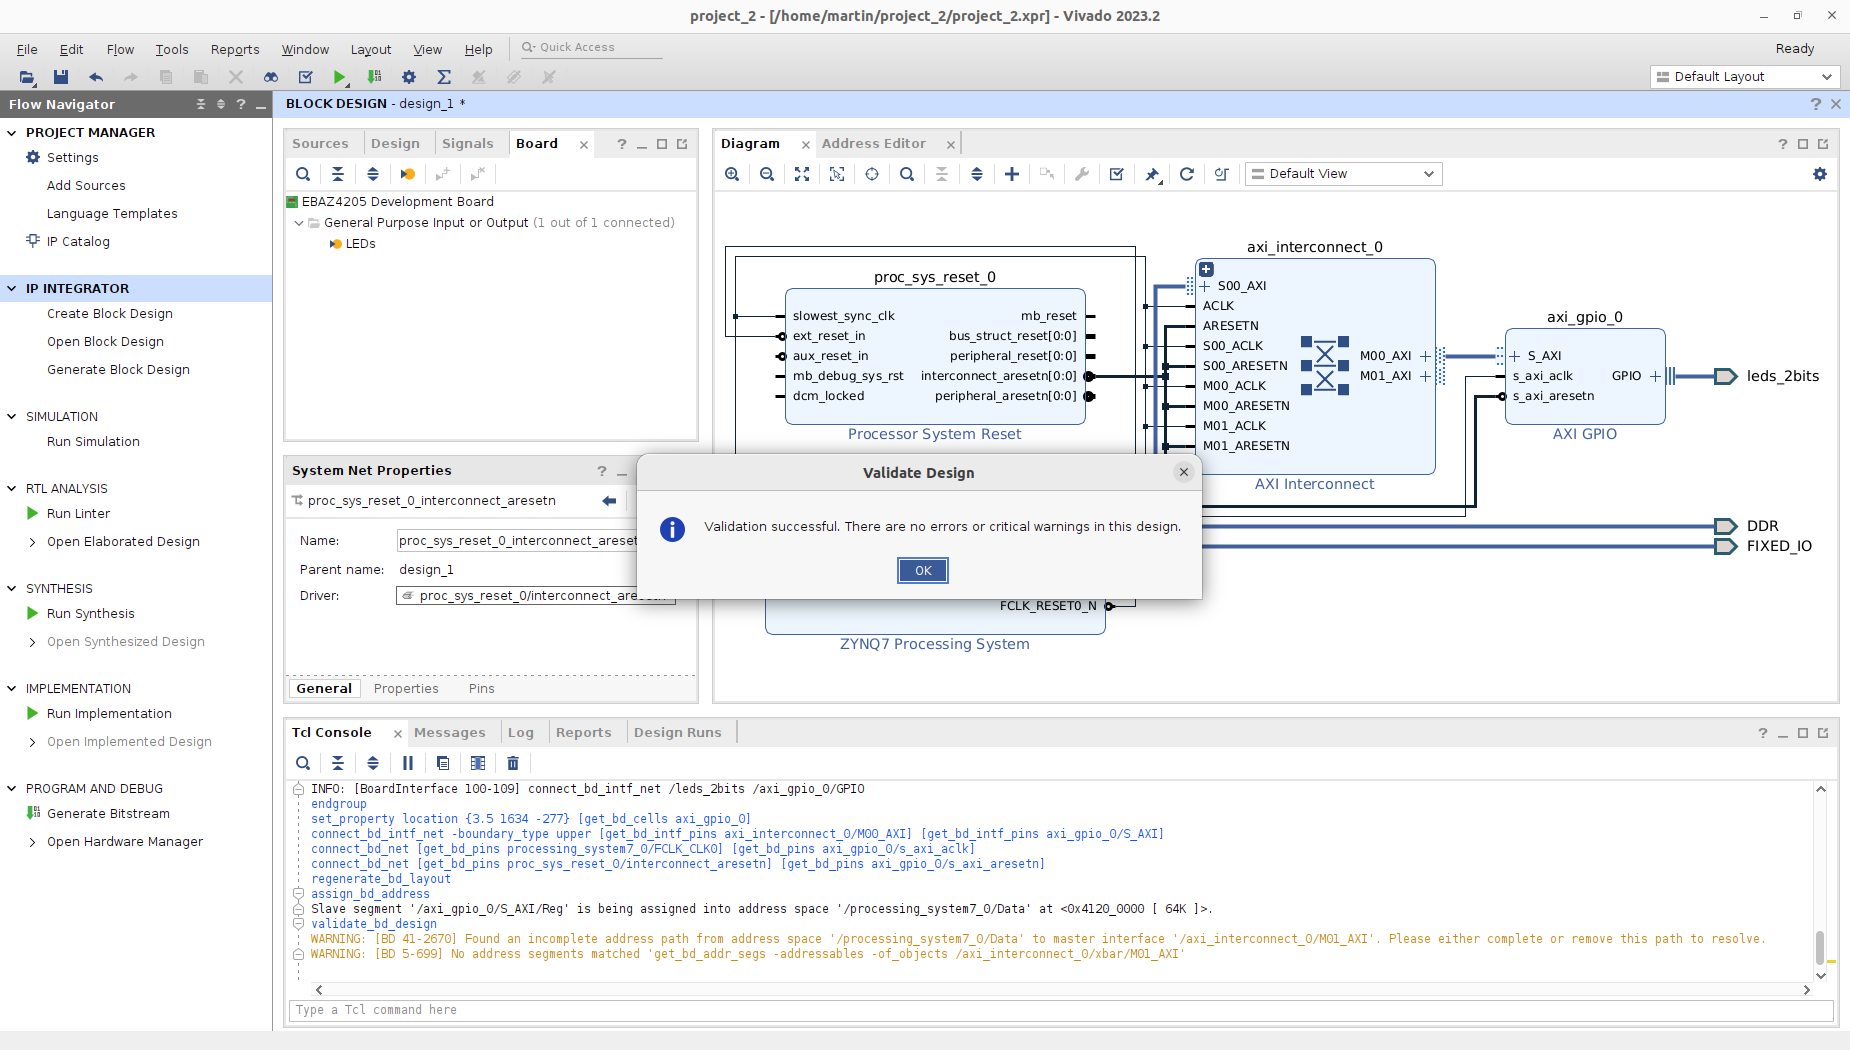 project_2 - [/home/martin/project_2/project_2.xpr] - Vivado 2023.2
File Edit Flow Tools Reports Window Layout View Help Quick Access Ready
Default Layout
Flow Navigator
PROJECT MANAGER
Settings
Add Sources
Language Templates
IP Catalog
IP INTEGRATOR
Create Block Design
Open Block Design
Generate Block Design
SIMULATION
Run Simulation
RTL ANALYSIS
Run Linter
Open Elaborated Design
SYNTHESIS
Run Synthesis
Open Synthesized Design
IMPLEMENTATION
Run Implementation
Open Implemented Design
PROGRAM AND DEBUG
Generate Bitstream
Open Hardware Manager
BLOCK DESIGN - design_1 *
Sources Design Signals Board
EBAZ4205 Development Board
General Purpose Input or Output (1 out of 1 connected)
LEDs
System Net Properties
proc_sys_reset_0_interconnect_aresetn
Name: proc_sys_reset_0_interconnect_areset
Parent name: design_1
Driver: proc_sys_reset_0/interconnect_aresetn
General Properties Pins
Diagram Address Editor
Default View
proc_sys_reset_0
slowest_sync_clk
ext_reset_in
aux_reset_in
mb_debug_sys_rst
dcm_locked
mb_reset
bus_struct_reset[0:0]
peripheral_reset[0:0]
interconnect_aresetn[0:0]
peripheral_aresetn[0:0]
Processor System Reset
axi_interconnect_0
S00_AXI
ACLK
ARESETN
S00_ACLK
S00_ARESETN
M00_ACLK
M00_ARESETN
M01_ACLK
M01_ARESETN
M00_AXI
M01_AXI
AXI Interconnect
axi_gpio_0
S_AXI
s_axi_aclk
s_axi_aresetn
GPIO
AXI GPIO
leds_2bits
DDR
FIXED_IO
FCLK_RESET0_N
ZYNQ7 Processing System
Validate Design
Validation successful. There are no errors or critical warnings in this design.
OK
Tcl Console Messages Log Reports Design Runs
INFO: [BoardInterface 100-109] connect_bd_intf_net /leds_2bits /axi_gpio_0/GPIO
endgroup
set_property location {3.5 1634 -277} [get_bd_cells axi_gpio_0]
connect_bd_intf_net -boundary_type upper [get_bd_intf_pins axi_interconnect_0/M00_AXI] [get_bd_intf_pins axi_gpio_0/S_AXI]
connect_bd_net [get_bd_pins processing_system7_0/FCLK_CLK0] [get_bd_pins axi_gpio_0/s_axi_aclk]
connect_bd_net [get_bd_pins proc_sys_reset_0/interconnect_aresetn] [get_bd_pins axi_gpio_0/s_axi_aresetn]
regenerate_bd_layout
assign_bd_address
Slave segment '/axi_gpio_0/S_AXI/Reg' is being assigned into address space '/processing_system7_0/Data' at <0x4120_0000 [ 64K ]>.
validate_bd_design
WARNING: [BD 41-2670] Found an incomplete address path from address space '/processing_system7_0/Data' to master interface '/axi_interconnect_0/M01_AXI'. Please either complete or remove this path to resolve.
WARNING: [BD 5-699] No address segments matched 'get_bd_addr_segs -addressables -of_objects /axi_interconnect_0/xbar/M01_AXI'
Type a Tcl command here